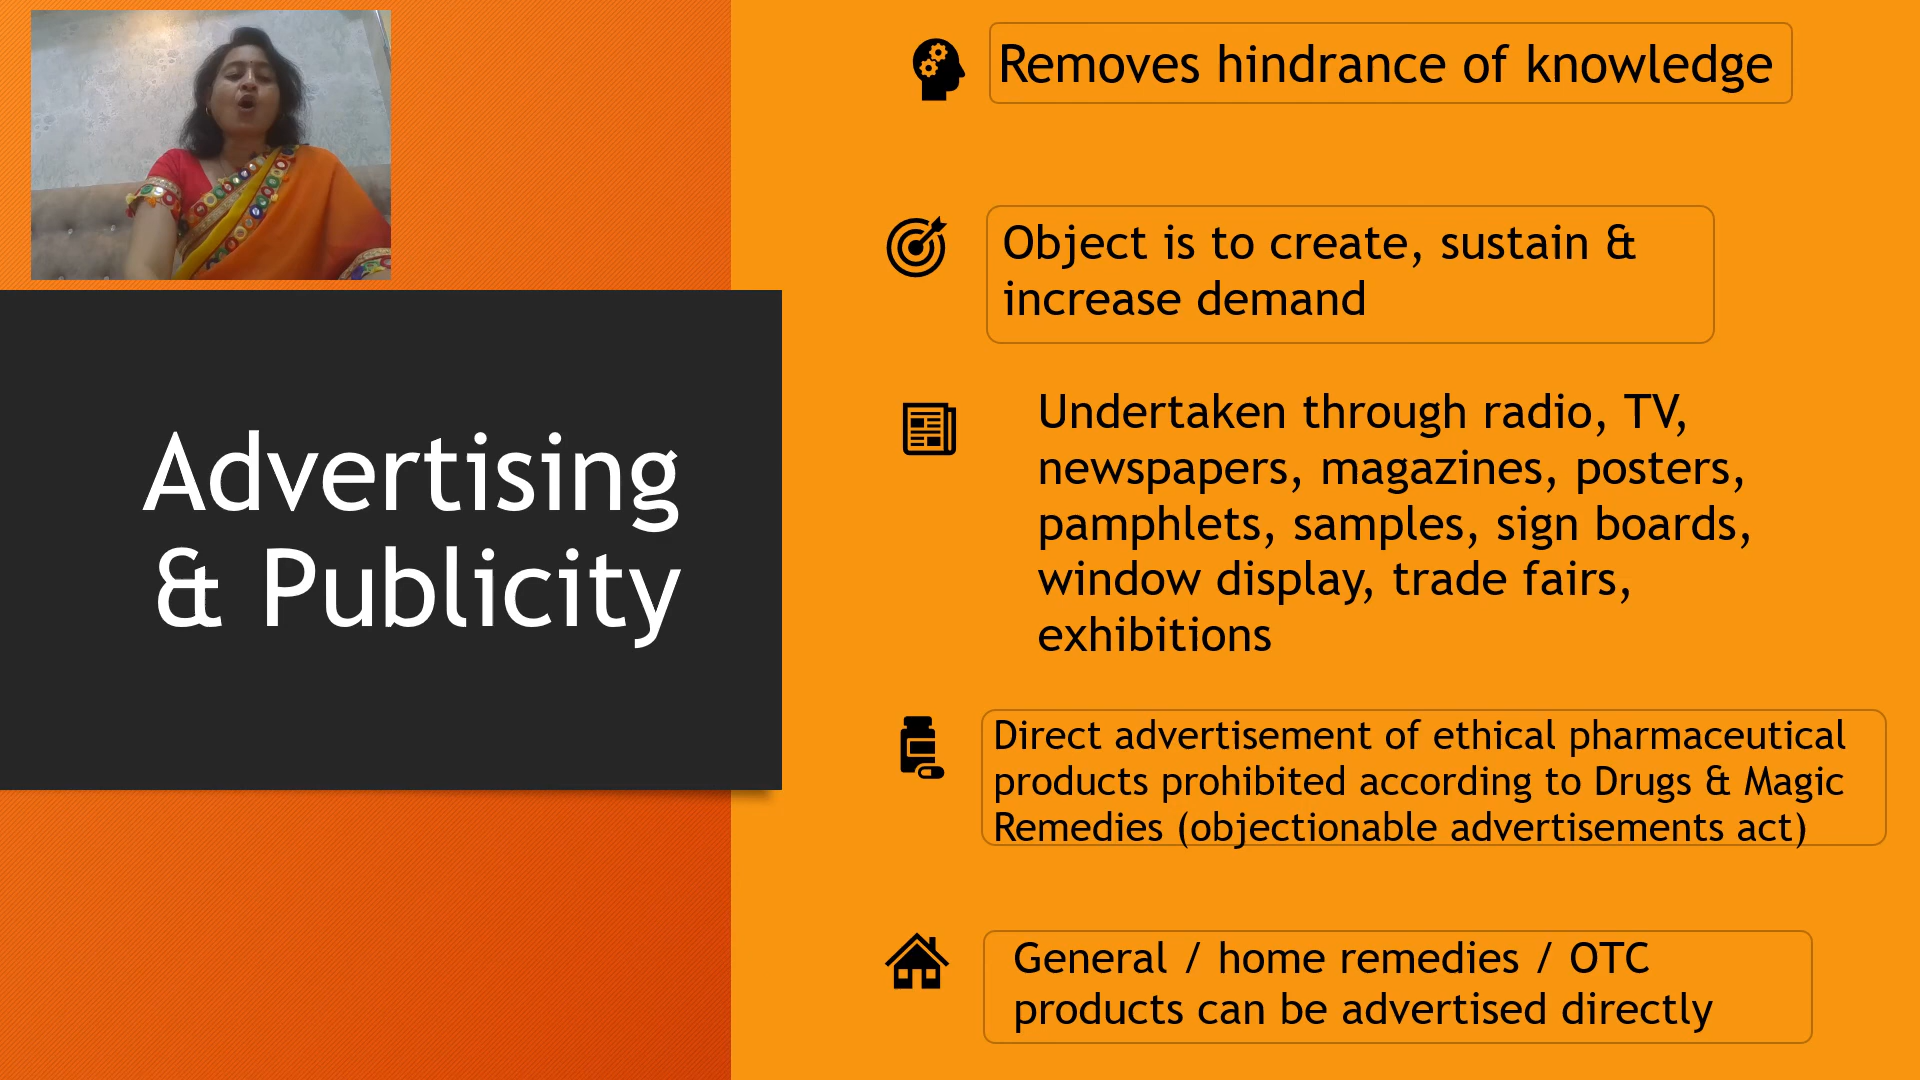 Advertising
& Publicity
Removes hindrance of knowledge
Object is to create, sustain &
increase demand
Undertaken through radio, TV,
newspapers, magazines, posters,
pamphlets, samples, sign boards,
window display, trade fairs,
exhibitions
Direct advertisement of ethical pharmaceutical
products prohibited according to Drugs & Magic
Remedies (objectionable advertisements act)
General / home remedies / OTC
products can be advertised directly